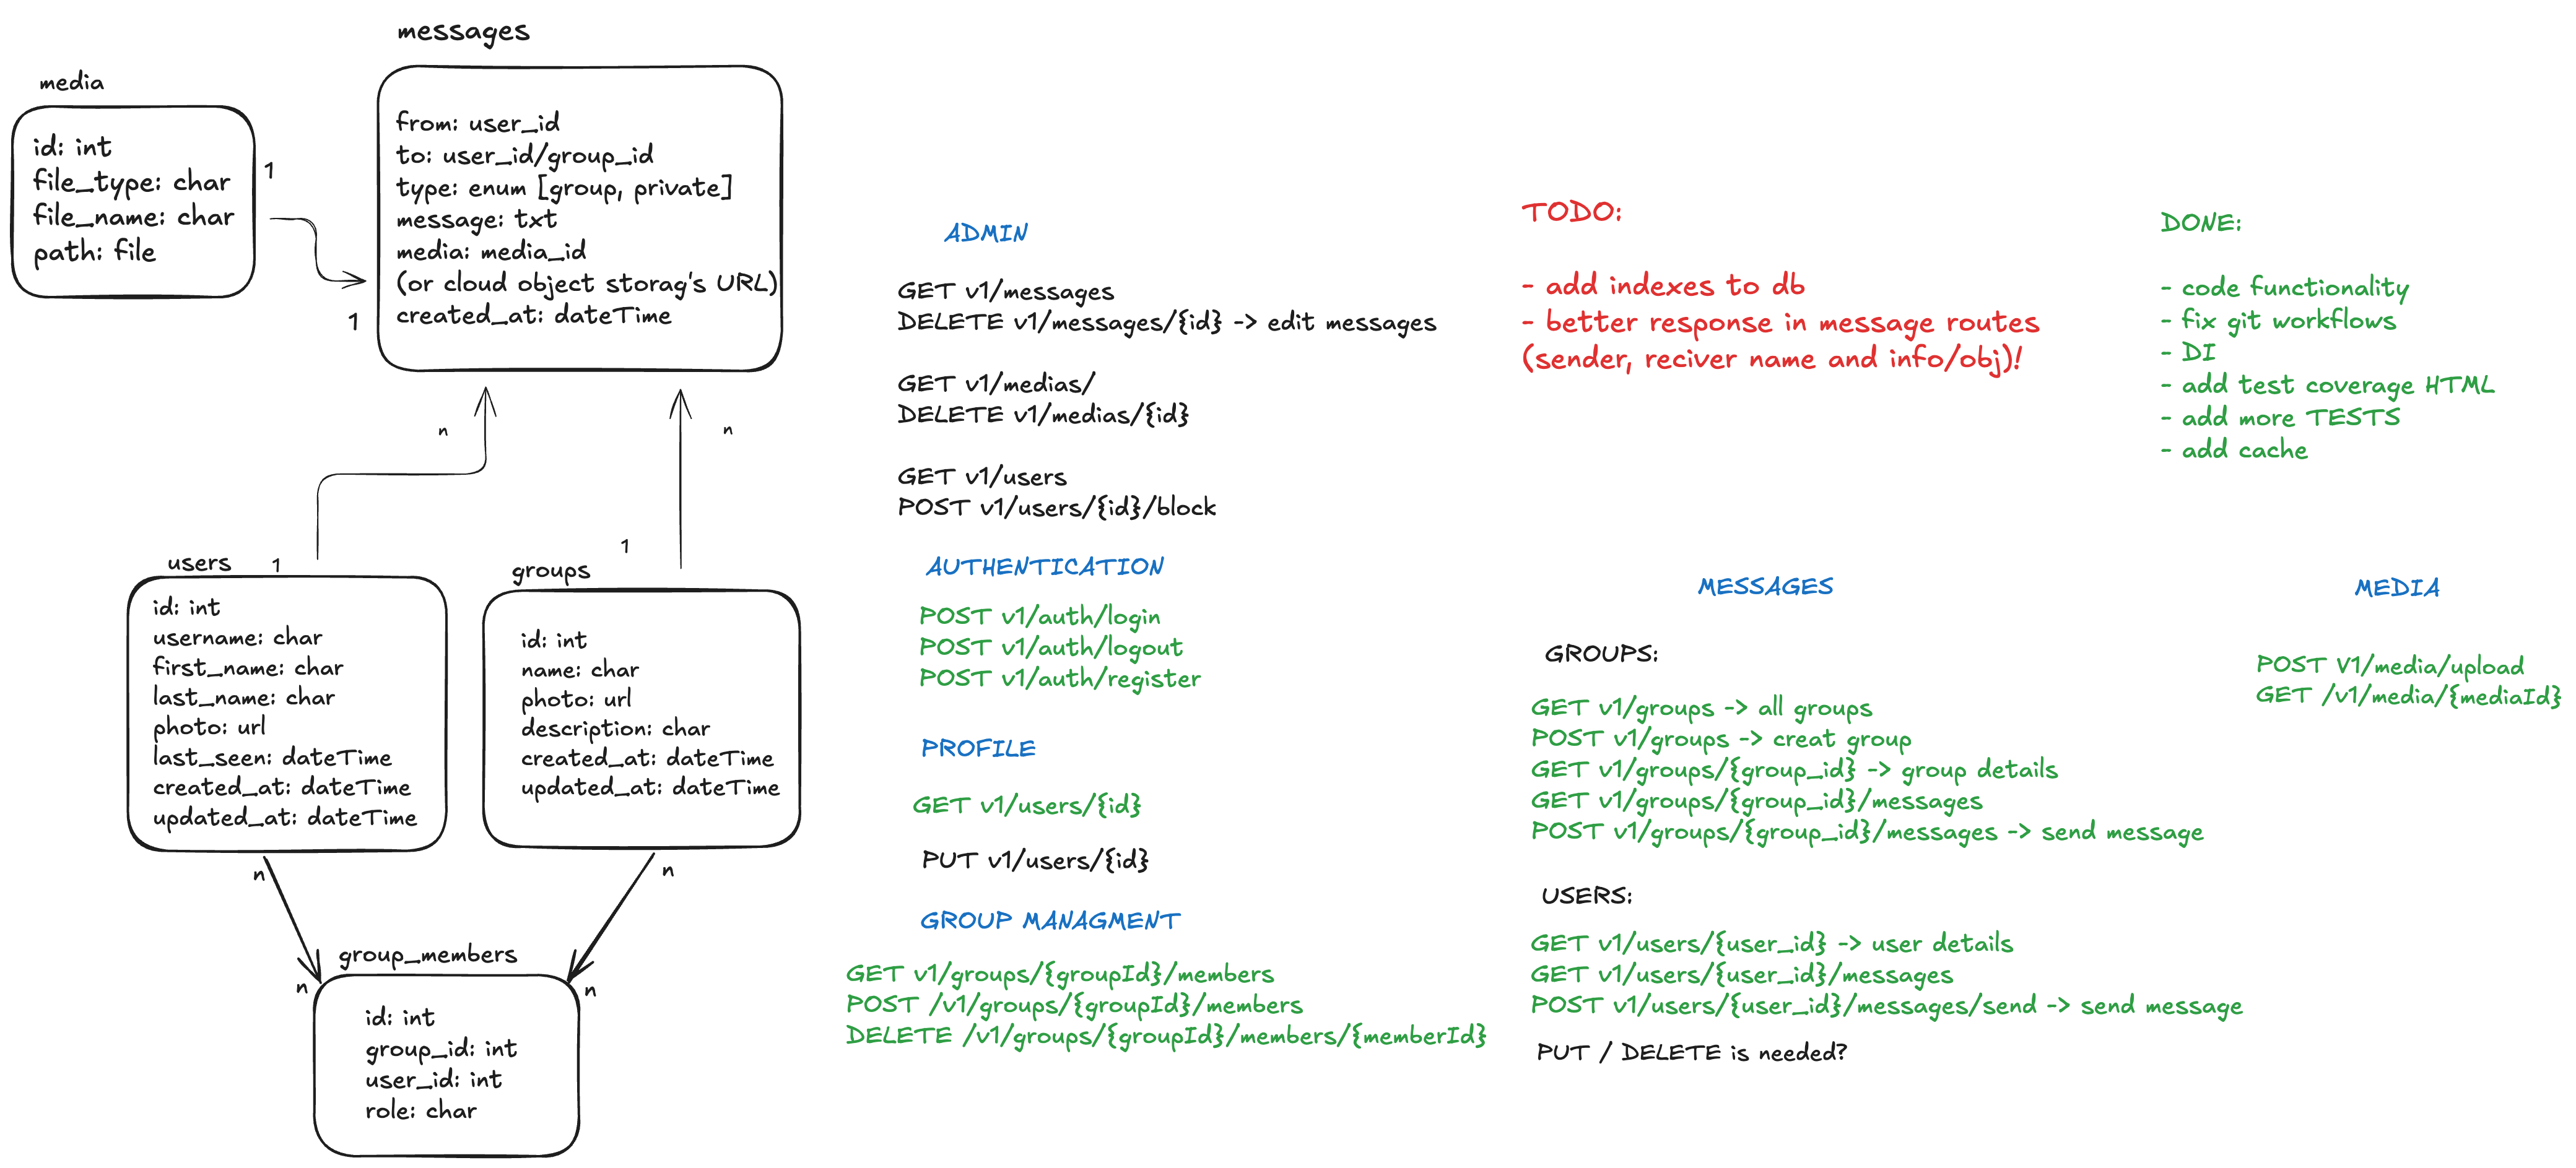 messages
from: user_id
to: user_id/group_id
type: enum [group, private]
message: txt
media: media_id
(or cloud object storag's URL)
created_at: dateTime
media
id: int
file_type: char
file_name: char
path: file
1
1
n
n
1
1
users
id: int
username: char
first_name: char
last_name: char
photo: url
last_seen: dateTime
created_at: dateTime
updated_at: dateTime
groups
id: int
name: char
photo: url
description: char
created_at: dateTime
updated_at: dateTime
n
n
n
n
group_members
id: int
group_id: int
user_id: int
role: char
ADMIN
GET v1/messages
DELETE v1/messages/{id} -> edit messages
GET v1/medias/
DELETE v1/medias/{id}
GET v1/users
POST v1/users/{id}/block
AUTHENTICATION
POST v1/auth/login
POST v1/auth/logout
POST v1/auth/register
PROFILE
GET v1/users/{id}
PUT v1/users/{id}
GROUP MANAGMENT
GET v1/groups/{groupId}/members
POST /v1/groups/{groupId}/members
DELETE /v1/groups/{groupId}/members/{memberId}
TODO:
- add indexes to db
- better response in message routes
(sender, reciver name and info/obj)!
DONE:
- code functionality
- fix git workflows
- DI
- add test coverage HTML
- add more TESTS
- add cache
MESSAGES
GROUPS:
GET v1/groups -> all groups
POST v1/groups -> creat group
GET v1/groups/{group_id} -> group details
GET v1/groups/{group_id}/messages
POST v1/groups/{group_id}/messages -> send message
USERS:
GET v1/users/{user_id} -> user details
GET v1/users/{user_id}/messages
POST v1/users/{user_id}/messages/send -> send message
PUT / DELETE is needed?
MEDIA
POST V1/media/upload
GET /v1/media/{mediaId}